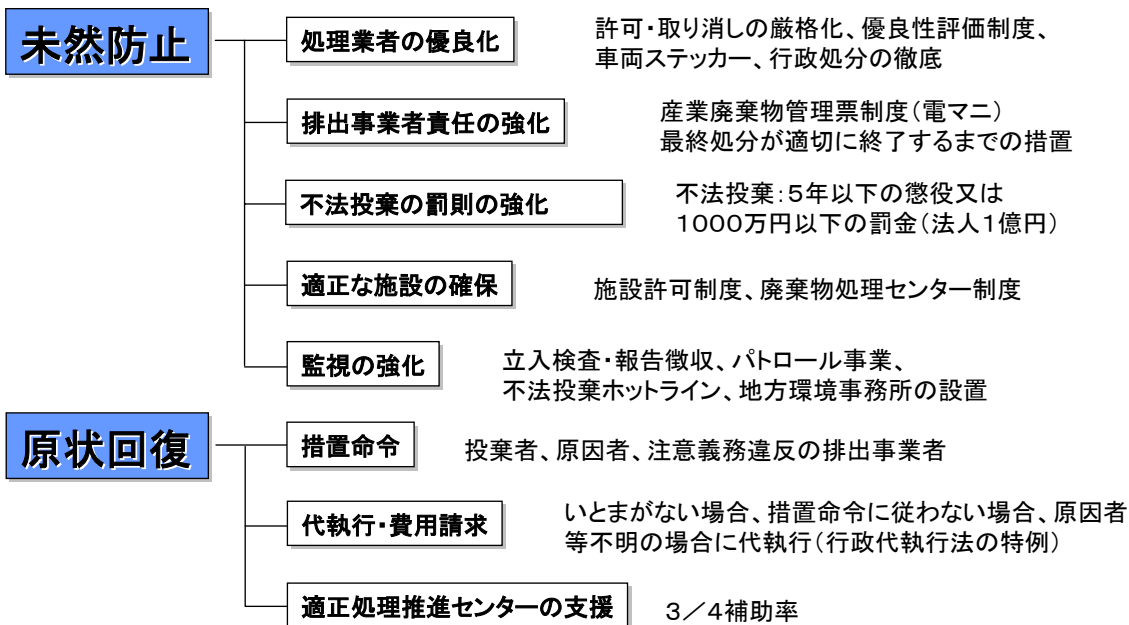 未然防止
処理業者の優良化
許可・取り消しの厳格化、優良性評価制度、
車両ステッカー、行政処分の徹底
排出事業者責任の強化
産業廃棄物管理票制度(電マニ)
最終処分が適切に終了するまでの措置
不法投棄の罰則の強化
不法投棄:5年以下の懲役又は
1000万円以下の罰金(法人1億円)
適正な施設の確保
施設許可制度、廃棄物処理センター制度
監視の強化
立入検査・報告徴収、パトロール事業、
不法投棄ホットライン、地方環境事務所の設置
原状回復
措置命令
投棄者、原因者、注意義務違反の排出事業者
代執行・費用請求
いとまがない場合、措置命令に従わない場合、原因者
等不明の場合に代執行(行政代執行法の特例)
適正処理推進センターの支援
3/4補助率